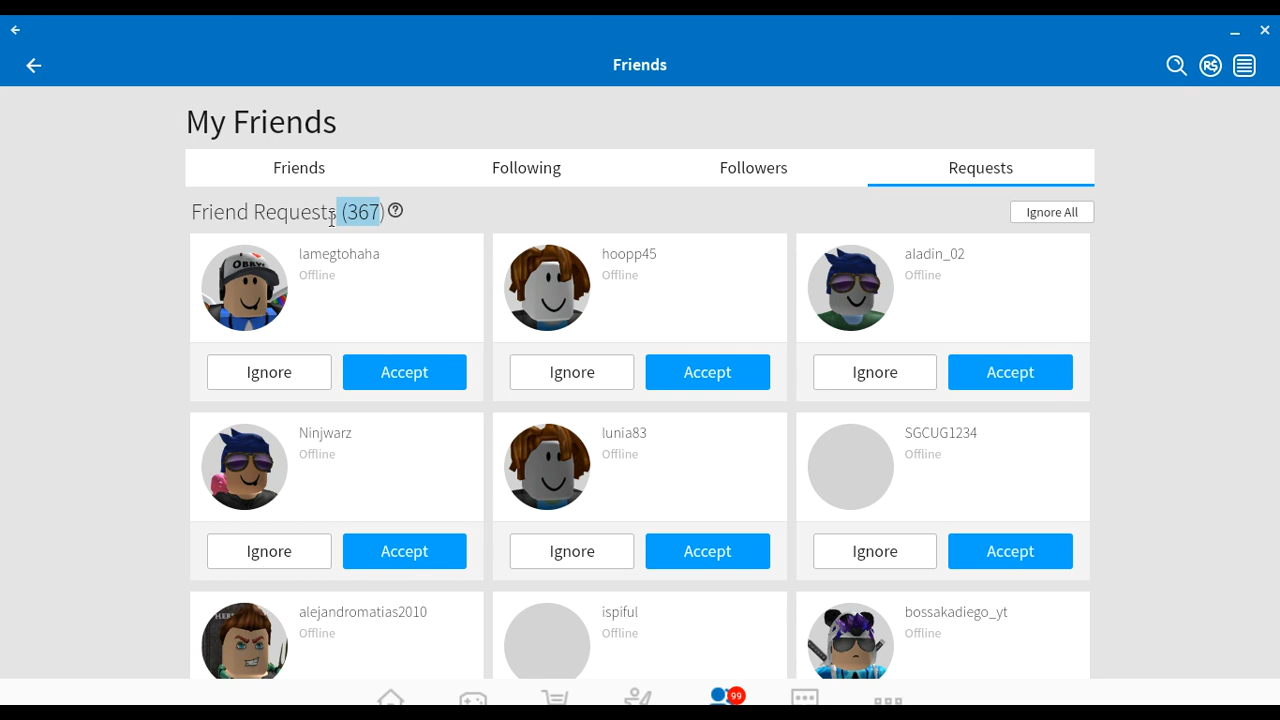 Friends
R$
My Friends
Friends Following Followers Requests
Friend Requests (367) ?
Ignore All
lamegtohaha
Offline
hoopp45
Offline
aladin_02
Offline
OBBY
Ignore Accept Ignore Accept Ignore Accept
Ninjwarz
Offline
lunia83
Offline
SGCUG1234
Offline
Ignore Accept Ignore Accept Ignore Accept
alejandromatias2010
Offline
ispiful
Offline
bossakadiego_yt
Offline
99